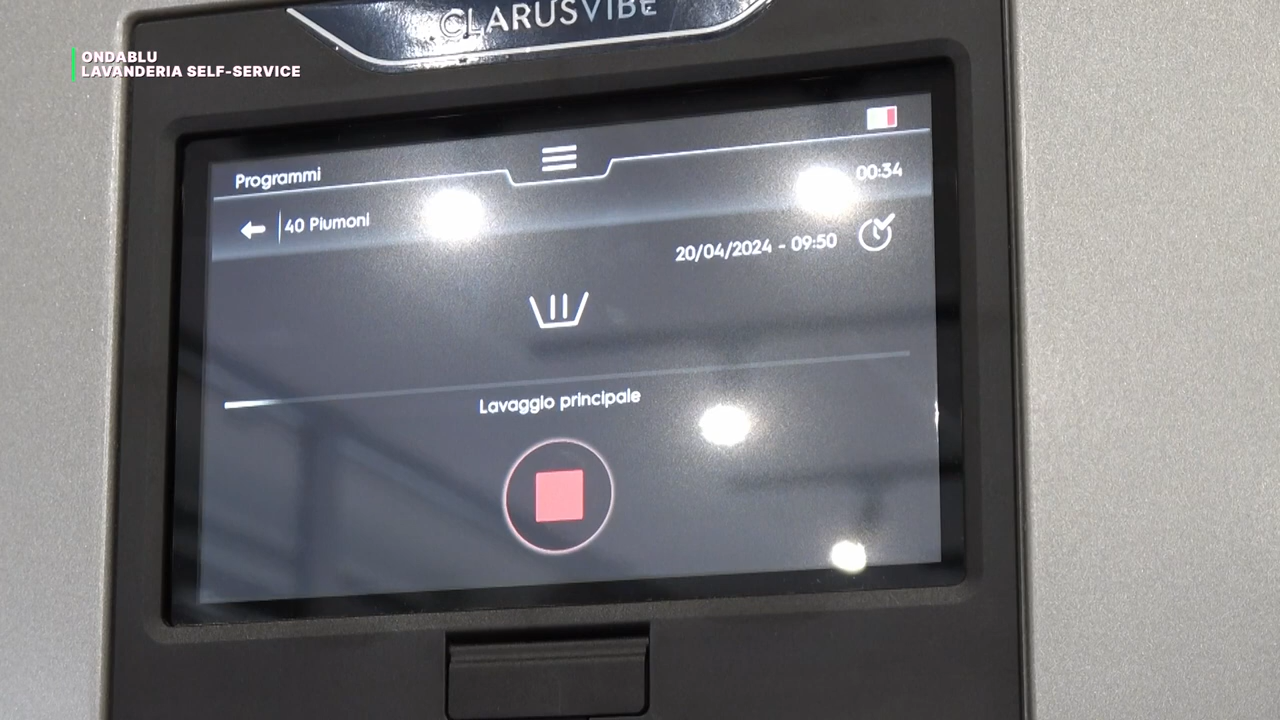 CLARUSVIBE
ONDABLU
LAVANDERIA SELF-SERVICE
Programmi
00:34
40 Piumoni
20/04/2024 - 09:50
Lavaggio principale